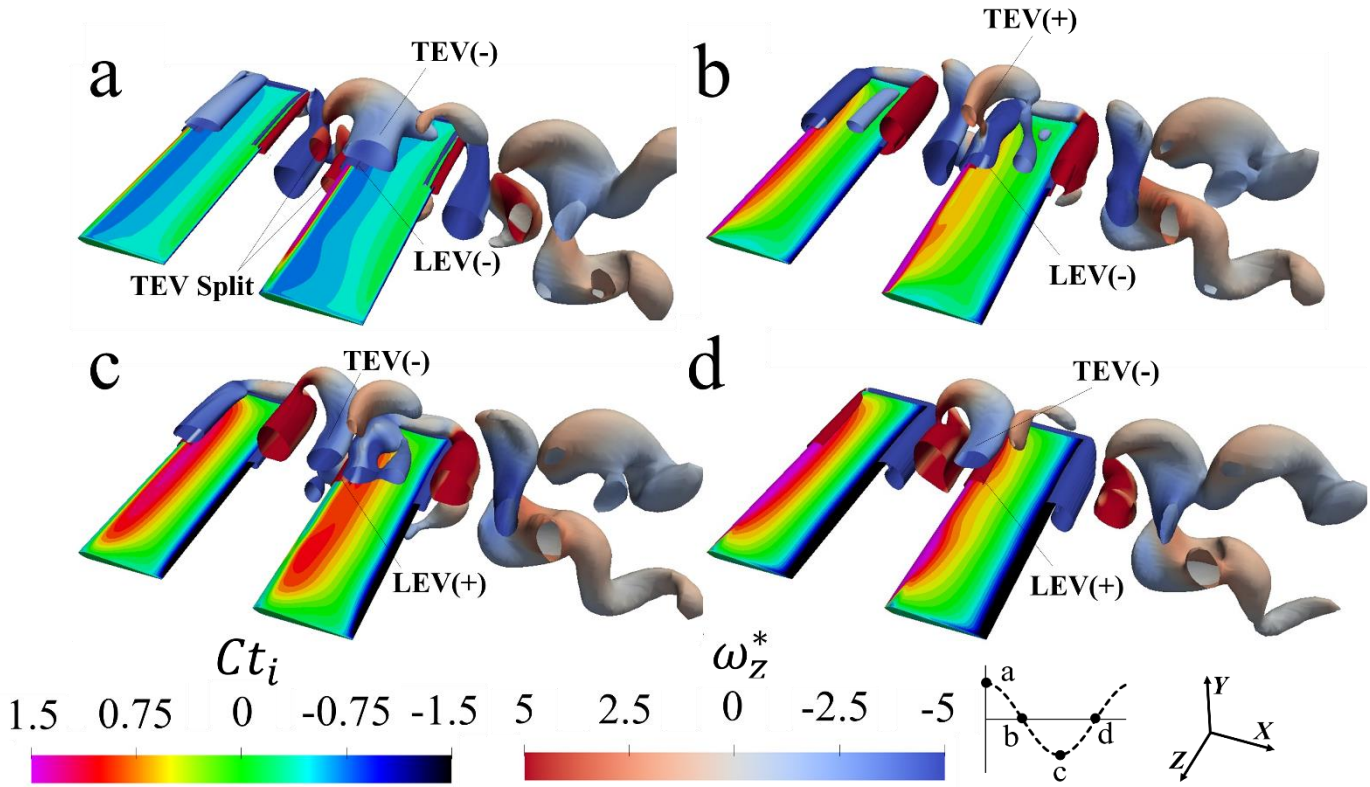 a
TEV(-)
LEV(-)
TEV Split
b
TEV(+)
LEV(-)
c
TEV(-)
LEV(+)
d
TEV(-)
LEV(+)
Ct_i
1.5 0.75 0 -0.75 -1.5
ω_z^*
5 2.5 0 -2.5 -5
a
b
c
d
Y
X
Z